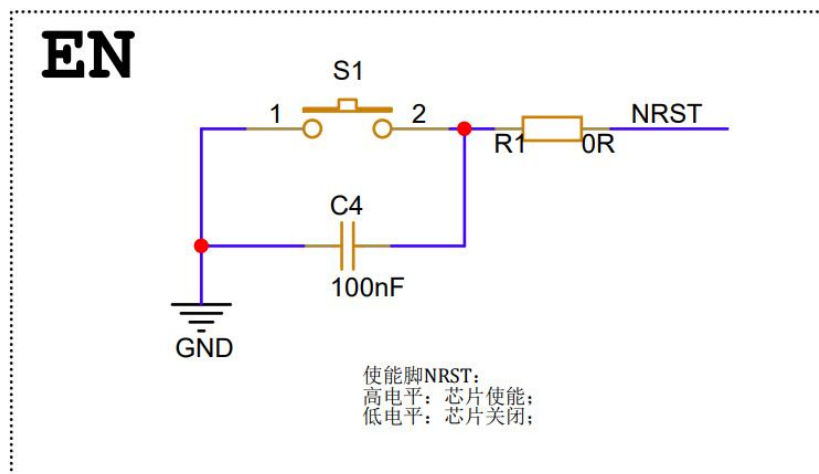 EN
S1
1 2
R1 0R NRST
C4
100nF
GND
使能脚NRST：
高电平：芯片使能；
低电平：芯片关闭；